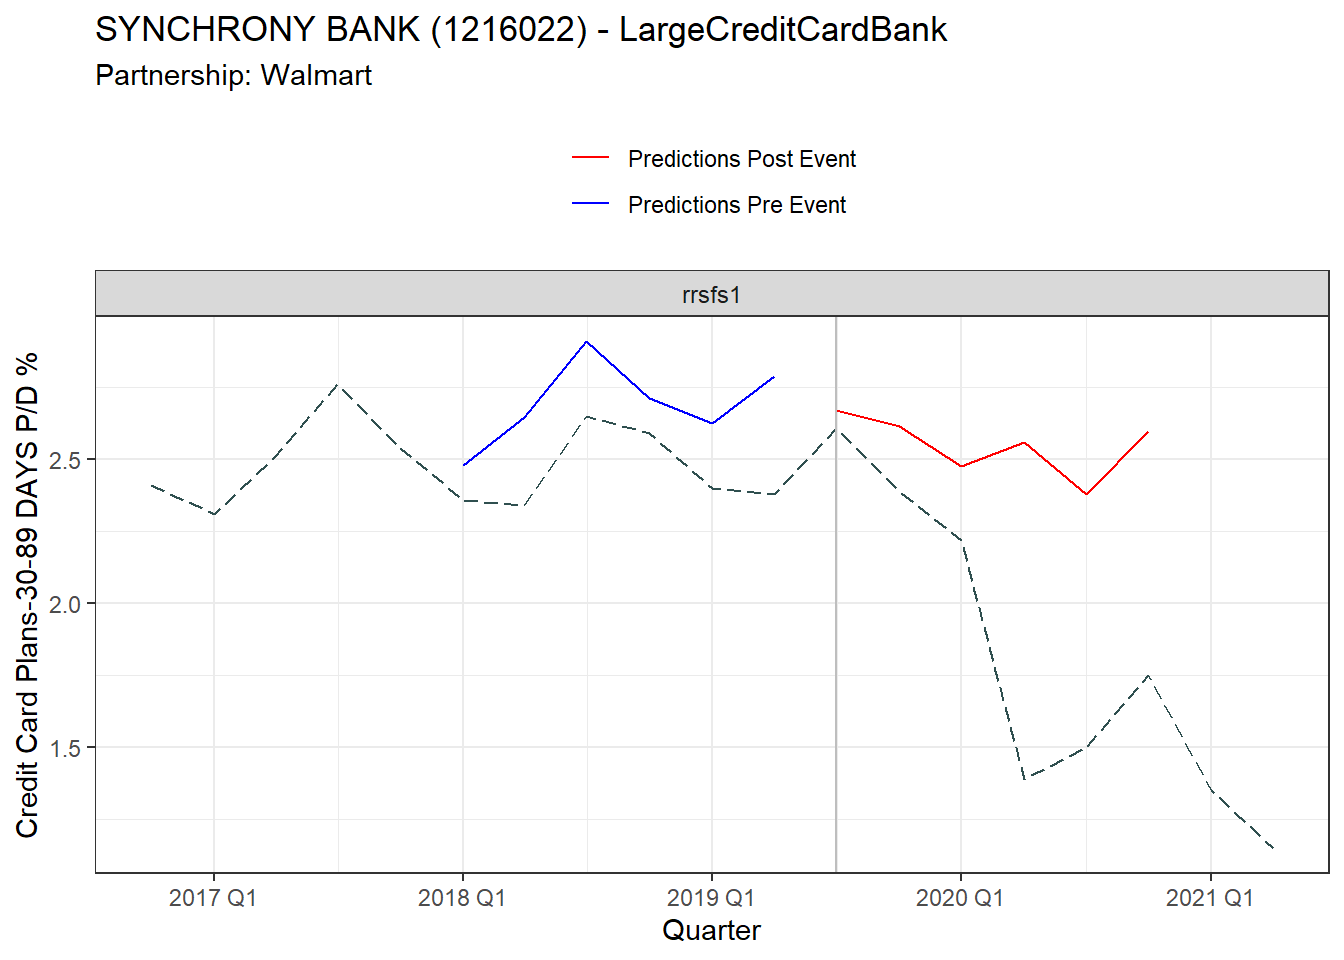 SYNCHRONY BANK (1216022) - LargeCreditCardBank
Partnership: Walmart
Predictions Post Event
Predictions Pre Event
rrsfs1
Credit Card Plans-30-89 DAYS P/D %
2.5
2.0
1.5
2017 Q1
2018 Q1
2019 Q1
2020 Q1
2021 Q1
Quarter